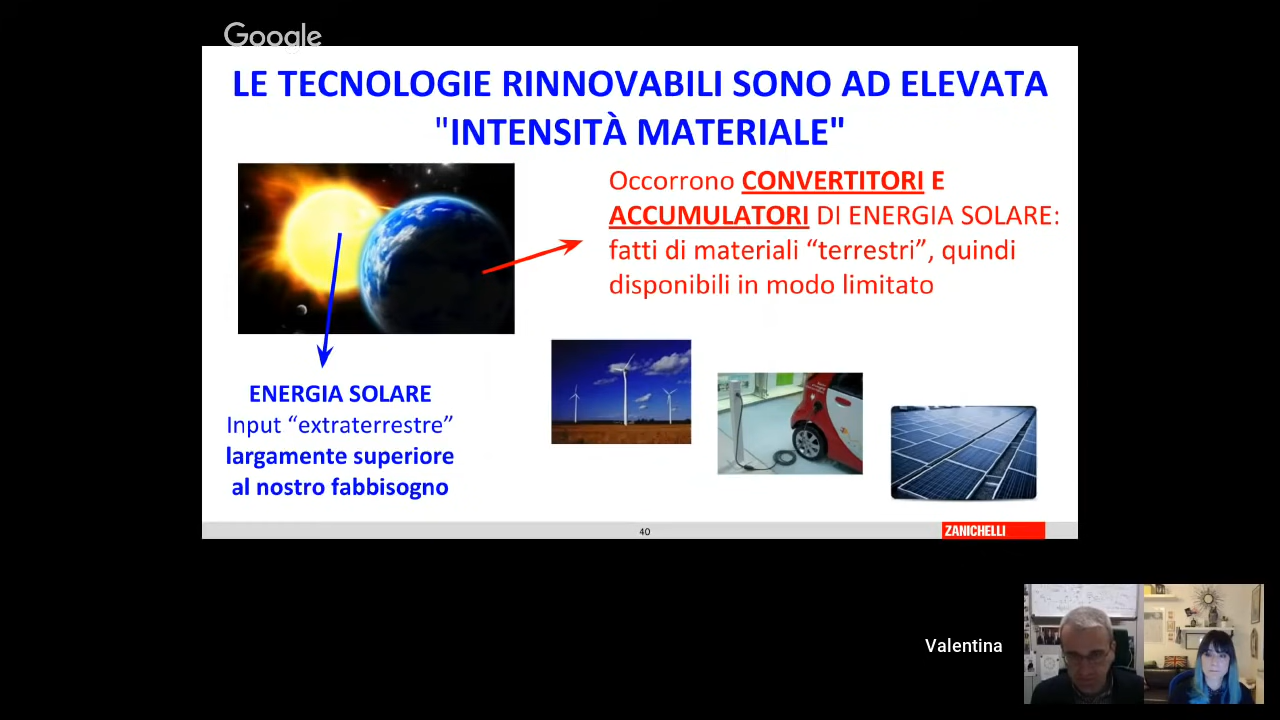 Google
LE TECNOLOGIE RINNOVABILI SONO AD ELEVATA
"INTENSITÀ MATERIALE"
Occorrono CONVERTITORI E
ACCUMULATORI DI ENERGIA SOLARE:
fatti di materiali “terrestri”, quindi
disponibili in modo limitato
ENERGIA SOLARE
Input “extraterrestre”
largamente superiore
al nostro fabbisogno
40
ZANICHELLI
Valentina